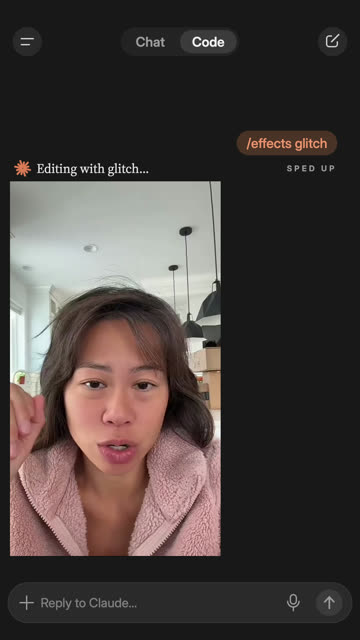 Chat Code
/effects glitch
Editing with glitch...
SPED UP
Reply to Claude...